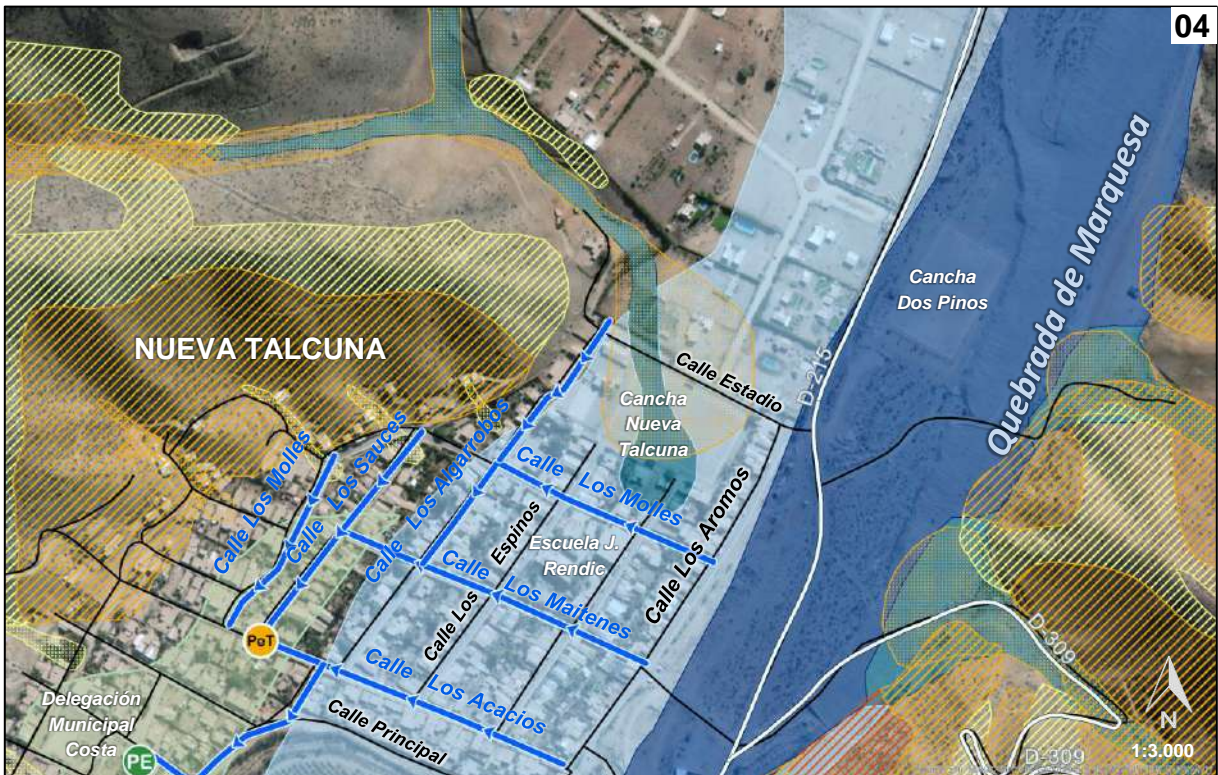 04
Quebrada de Marquesa
Cancha
Dos Pinos
NUEVA TALCUNA
D-215
Calle Estadio
Cancha
Nueva
Talcuna
Calle Los Molles
Calle Los Sauces
Calle Los Algarrobos
Calle Los Molles
Calle Los Espinos
Escuela J.
Rendic
Calle Los Aromos
Calle Los Maitenes
PgT
Calle Los Acacios
D-309
Delegación
Municipal
Costa
Calle Principal
N
PE
D-309
1:3.000